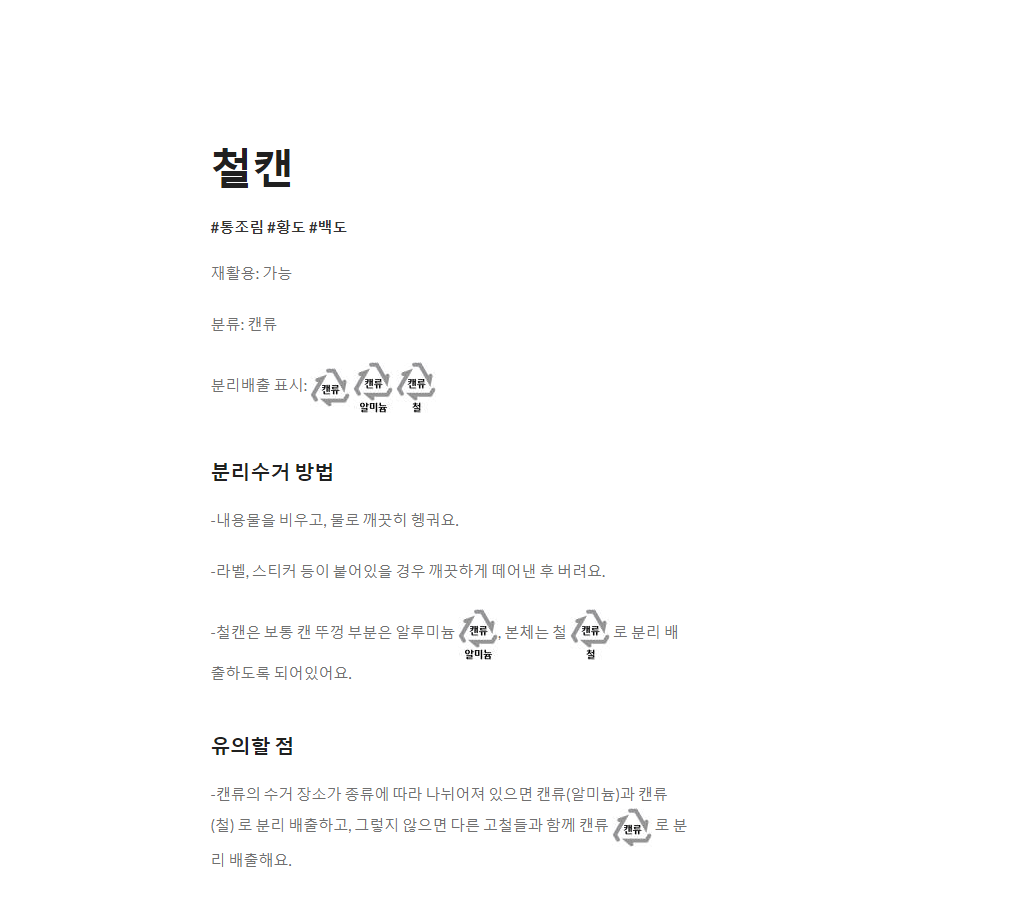 철캔
#통조림 #황도 #백도
재활용: 가능
분류: 캔류
분리배출 표시: 캔류 캔류 캔류
알미늄 철
분리수거 방법
-내용물을 비우고, 물로 깨끗히 헹궈요.
-라벨, 스티커 등이 붙어있을 경우 깨끗하게 떼어낸 후 버려요.
-철캔은 보통 캔 뚜껑 부분은 알루미늄 캔류 , 본체는 철 캔류 로 분리 배
알미늄 철
출하도록 되어있어요.
유의할 점
-캔류의 수거 장소가 종류에 따라 나뉘어져 있으면 캔류(알미늄)과 캔류
(철) 로 분리 배출하고, 그렇지 않으면 다른 고철들과 함께 캔류 캔류 로 분
리 배출해요.